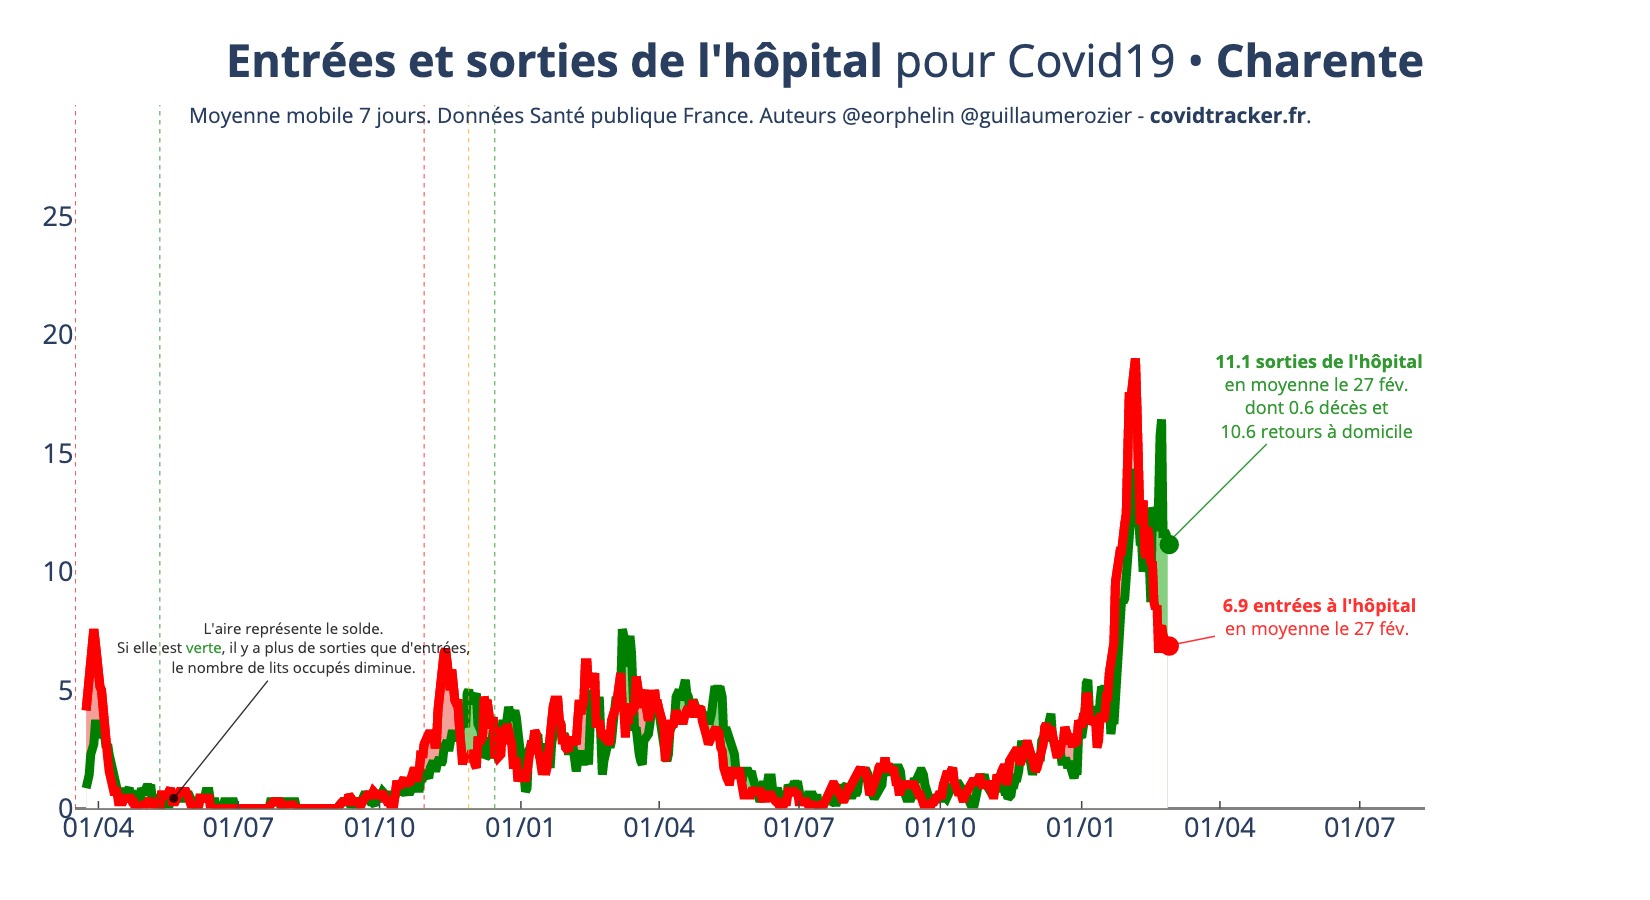 Entrées et sorties de l'hôpital pour Covid19 • Charente
Moyenne mobile 7 jours. Données Santé publique France. Auteurs @eorphelin @guillaumerozier - covidtracker.fr.
25
20
15
10
5
0
11.1 sorties de l'hôpital
en moyenne le 27 fév.
dont 0.6 décès et
10.6 retours à domicile
6.9 entrées à l'hôpital
en moyenne le 27 fév.
L'aire représente le solde.
Si elle est verte, il y a plus de sorties que d'entrées,
le nombre de lits occupés diminue.
01/04 01/07 01/10 01/01 01/04 01/07 01/10 01/01 01/04 01/07